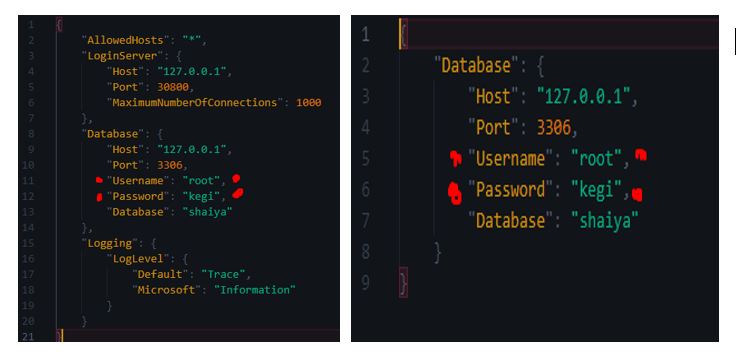 1 {
2 "AllowedHosts": "*",
3 "LoginServer": {
4 "Host": "127.0.0.1",
5 "Port": 30800,
6 "MaximumNumberOfConnections": 1000
7 },
8 "Database": {
9 "Host": "127.0.0.1",
10 "Port": 3306,
11 "Username": "root",
12 "Password": "kegi",
13 "Database": "shaiya"
14 },
15 "Logging": {
16 "LogLevel": {
17 "Default": "Trace",
18 "Microsoft": "Information"
19 }
20 }
21 }
1 {
2 "Database": {
3 "Host": "127.0.0.1",
4 "Port": 3306,
5 "Username": "root",
6 "Password": "kegi",
7 "Database": "shaiya"
8 }
9 }